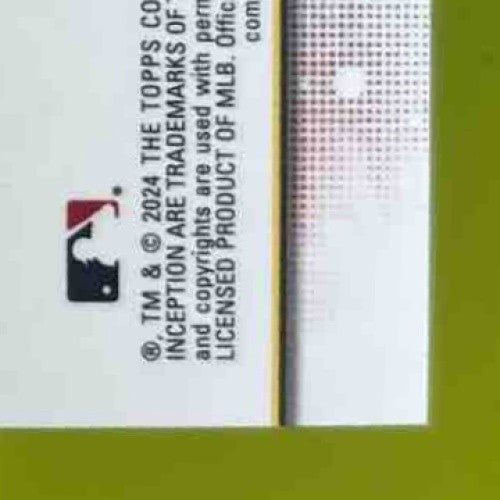 ®, TM & © 2024 THE TOPPS CO
INCEPTION ARE TRADEMARKS OF
and copyrights are used with perm
LICENSED PRODUCT OF MLB. Offic
com